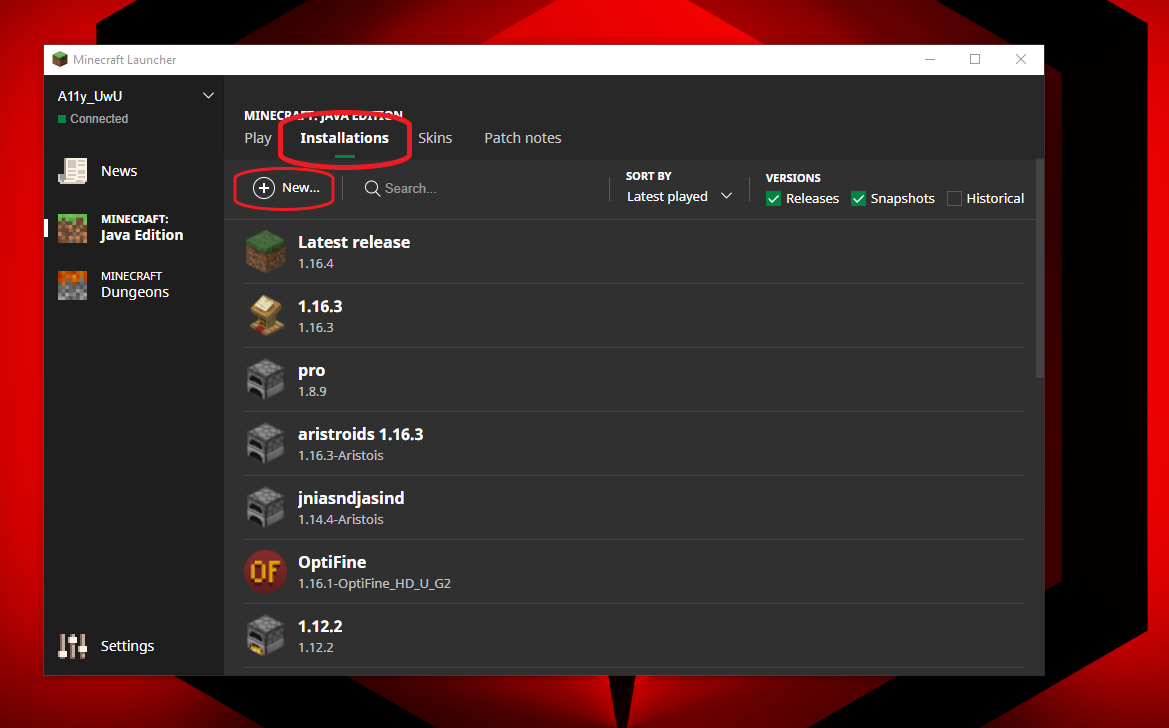 Minecraft Launcher
A11y_UwU
Connected
News
MINECRAFT:
Java Edition
MINECRAFT
Dungeons
Settings
MINECRAFT: JAVA EDITION
Play Installations Skins Patch notes
New... Search...
SORT BY
Latest played
VERSIONS
Releases Snapshots Historical
Latest release
1.16.4
1.16.3
1.16.3
pro
1.8.9
aristroids 1.16.3
1.16.3-Aristois
jniasndjasind
1.14.4-Aristois
OF
OptiFine
1.16.1-OptiFine_HD_U_G2
1.12.2
1.12.2